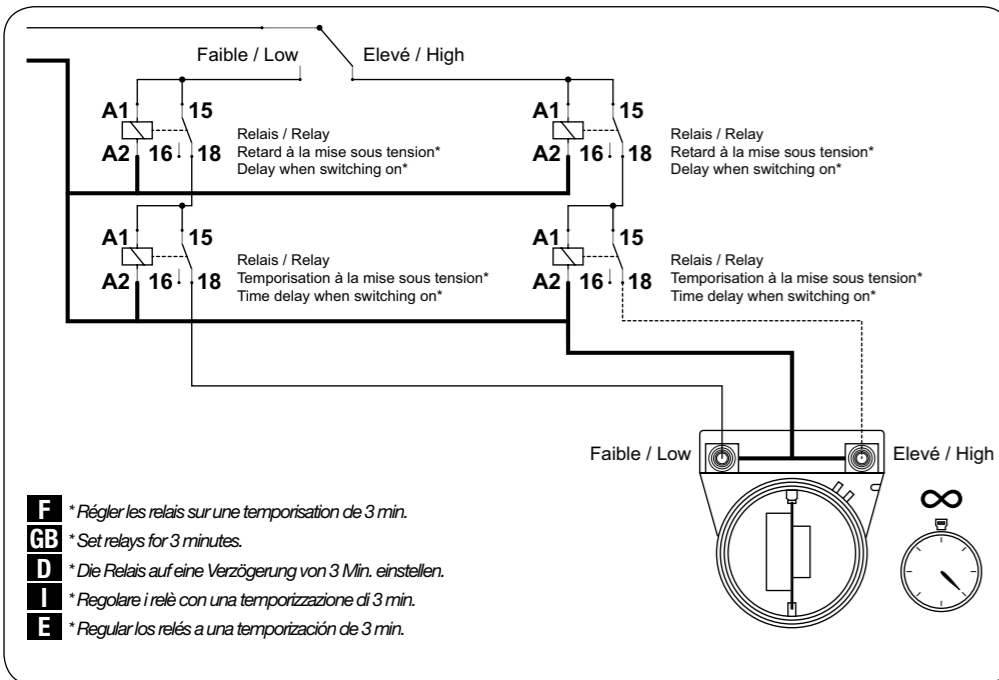 Faible / Low Elevé / High
A1 15
A2 16 18
Relais / Relay
Retard à la mise sous tension*
Delay when switching on*
A1 15
A2 16 18
Relais / Relay
Retard à la mise sous tension*
Delay when switching on*
A1 15
A2 16 18
Relais / Relay
Temporisation à la mise sous tension*
Time delay when switching on*
A1 15
A2 16 18
Relais / Relay
Temporisation à la mise sous tension*
Time delay when switching on*
Faible / Low Elevé / High
∞
F * Régler les relais sur une temporisation de 3 min.
GB * Set relays for 3 minutes.
D * Die Relais auf eine Verzögerung von 3 Min. einstellen.
I * Regolare i relè con una temporizzazione di 3 min.
E * Regular los relés a una temporización de 3 min.